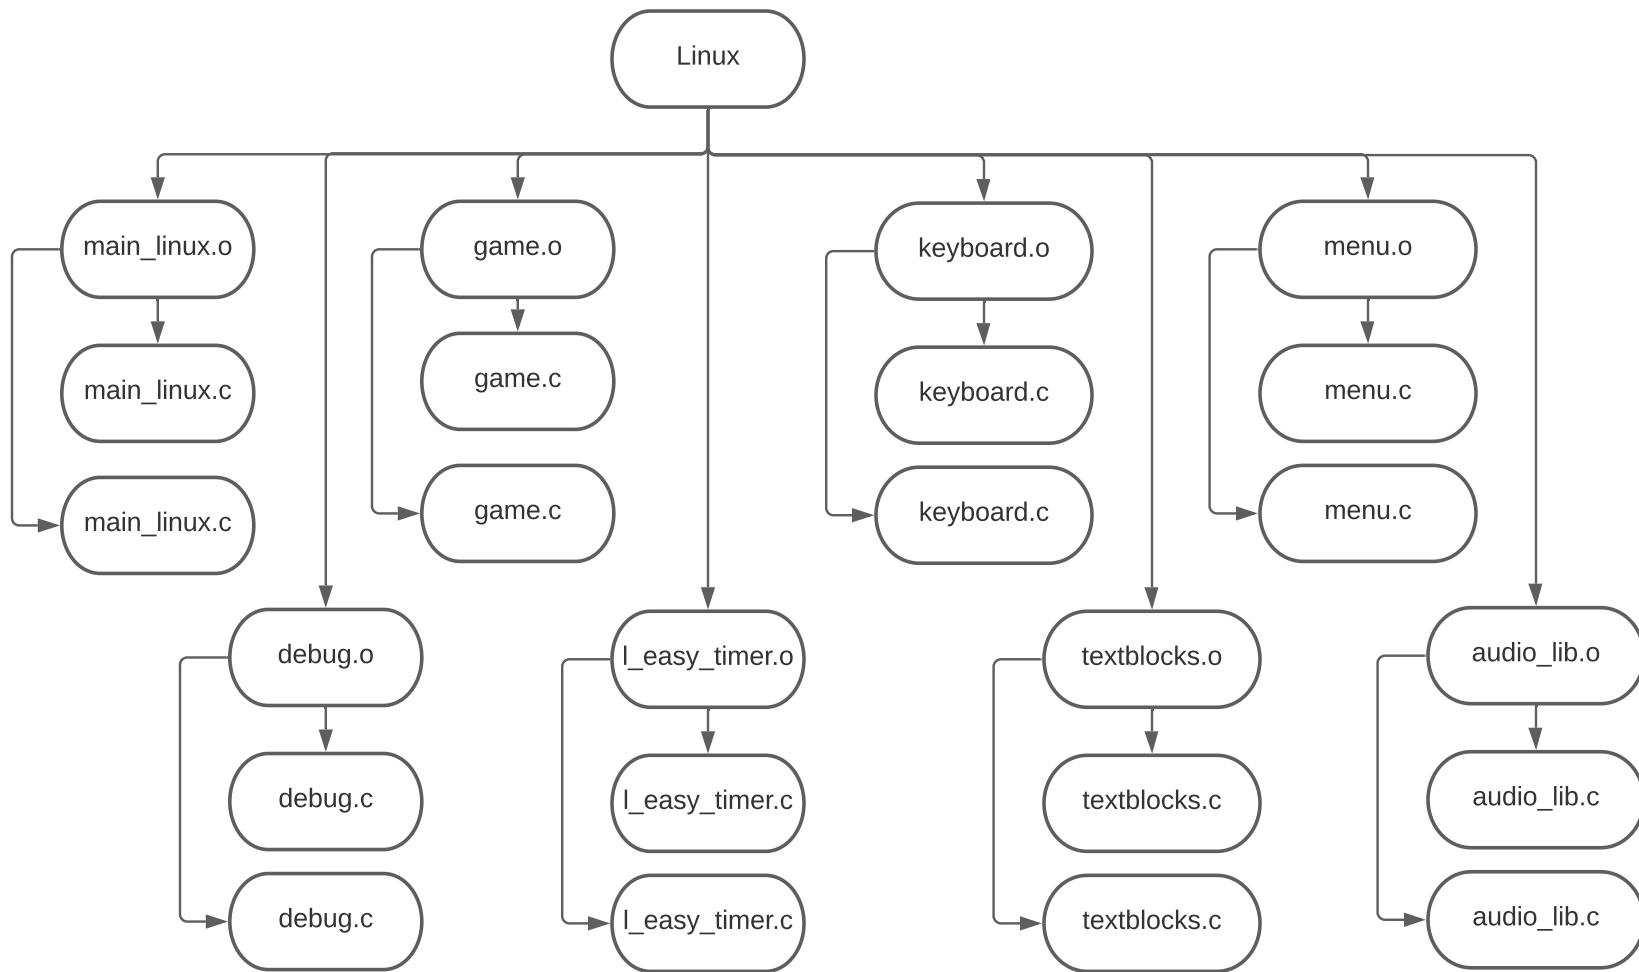 Linux
main_linux.o
game.o
keyboard.o
menu.o
main_linux.c
game.c
keyboard.c
menu.c
main_linux.c
game.c
keyboard.c
menu.c
debug.o
l_easy_timer.o
textblocks.o
audio_lib.o
debug.c
l_easy_timer.c
textblocks.c
audio_lib.c
debug.c
l_easy_timer.c
textblocks.c
audio_lib.c